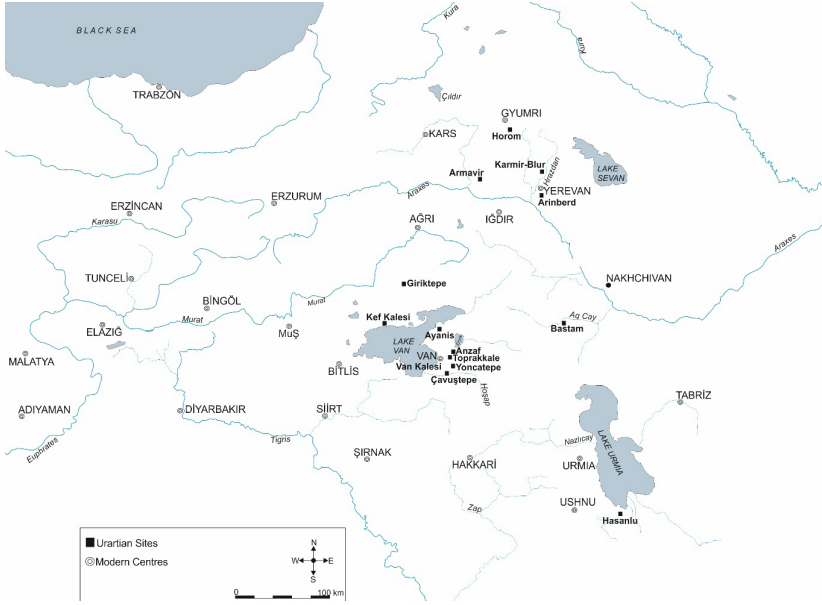 BLACK SEA
Kura
Kura
TRABZON
Çıldır
GYUMRI
KARS
Horom
Karmir-Blur
Hrazdan
LAKE
SEVAN
Armavir
YEREVAN
Arinberd
Araxes
ERZURUM
ERZİNCAN
Karasu
AĞRI
IĞDIR
Araxes
TUNCELİ
Giriktepe
NAKHCHIVAN
BİNGÖL
Murat
Murat
Kef Kalesi
Aq Cay
ELAZIĞ
MuŞ
Bastam
Ayanis
LAKE
VAN
Anzaf
VAN
Toprakkale
Van Kalesi
Yoncatepe
MALATYA
BİTLİS
Çavuştepe
Hoşap
TABRİZ
ADIYAMAN
DİYARBAKIR
SİİRT
Euphrates
Tigris
Nazlıcay
LAKE URMIA
ŞIRNAK
HAKKARİ
URMIA
Zap
USHNU
Hasanlu
Urartian Sites
Modern Centres
N
W E
S
0 100 km